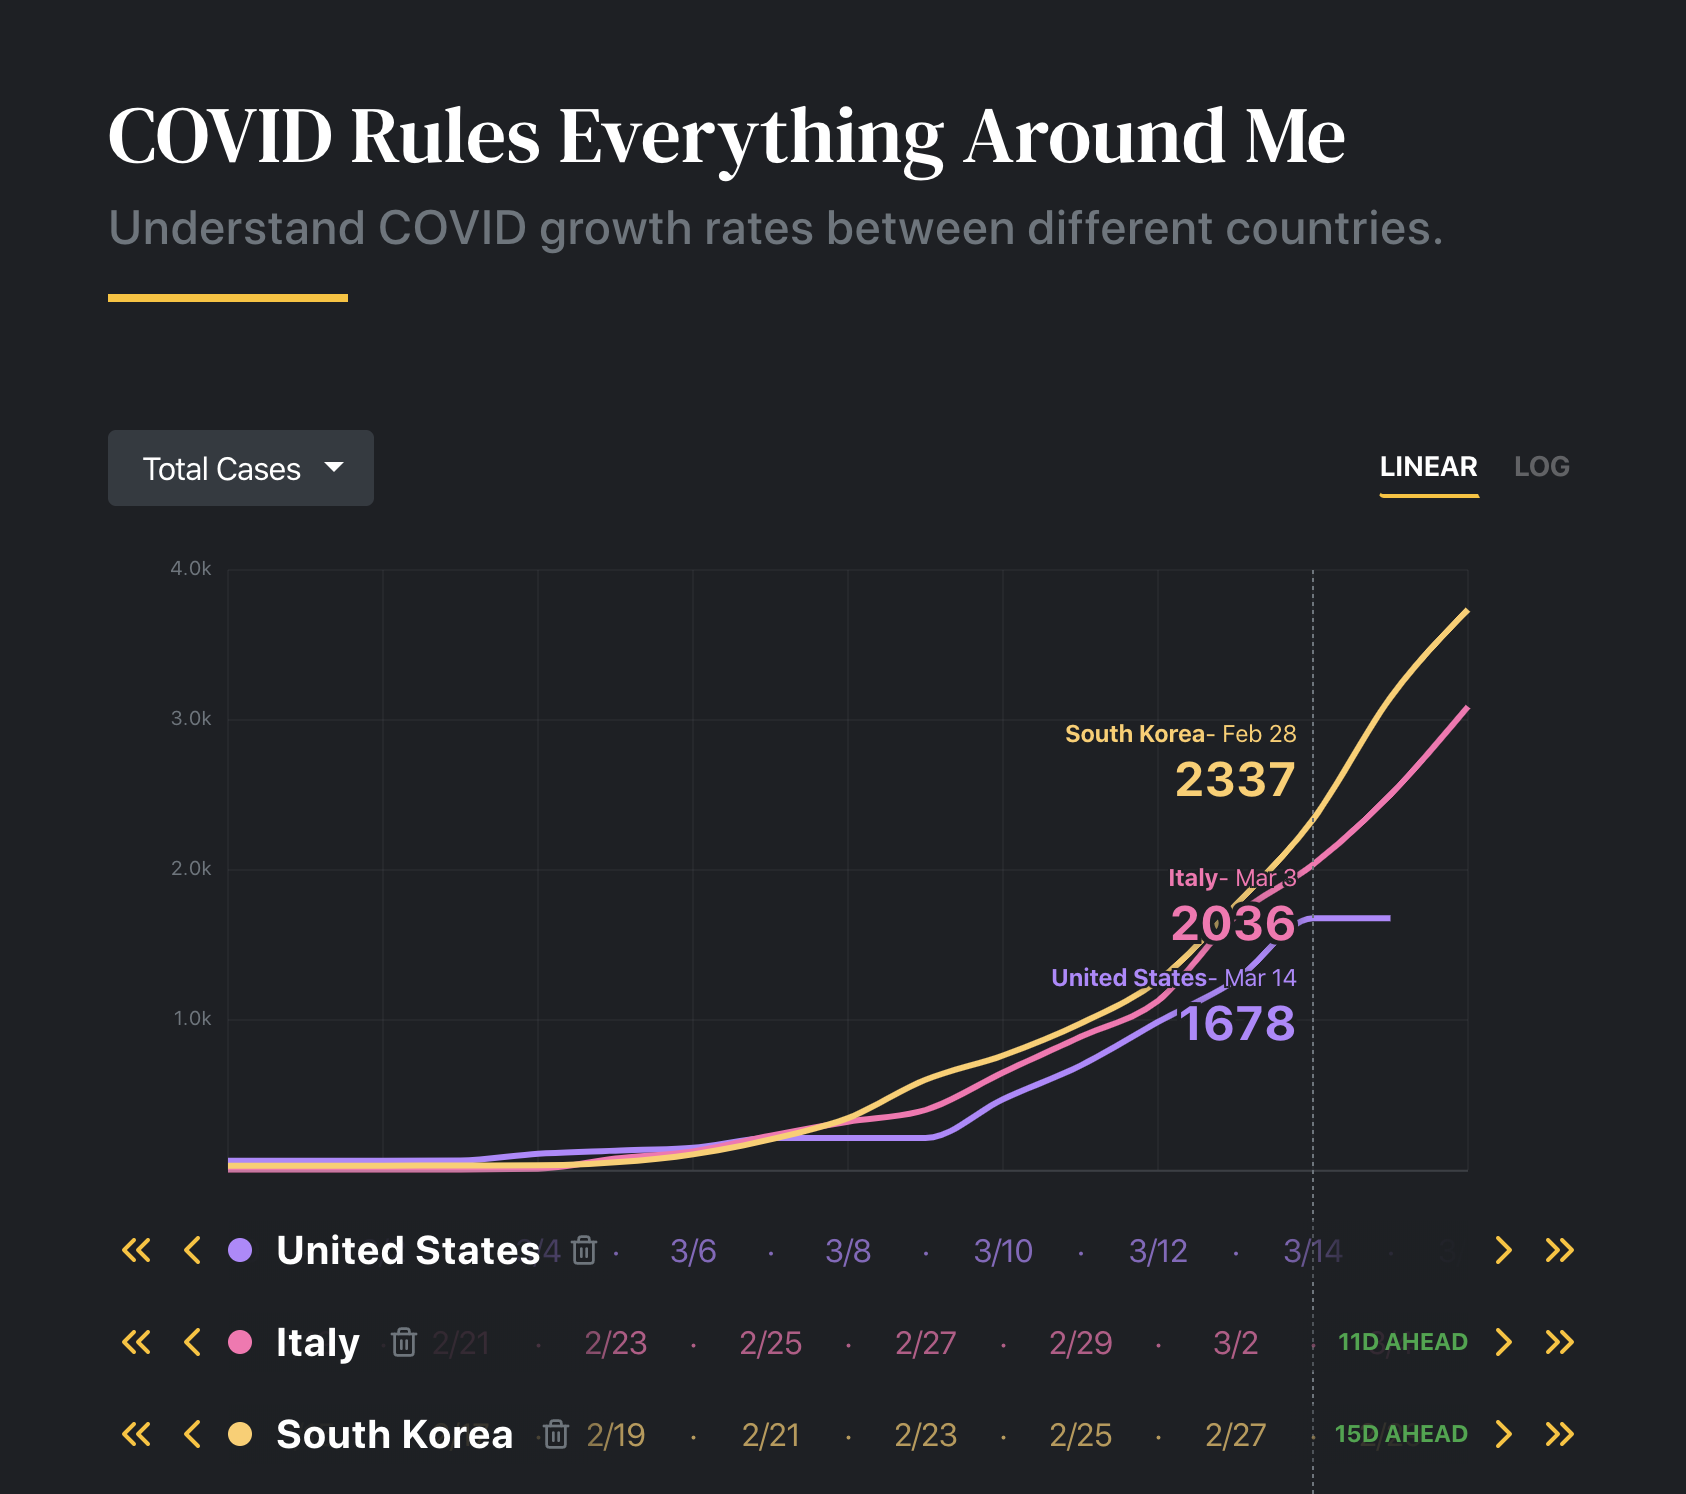 COVID Rules Everything Around Me
Understand COVID growth rates between different countries.
Total Cases
LINEAR LOG
4.0k
3.0k
South Korea- Feb 28
2337
2.0k
Italy- Mar 3
2036
United States- Mar 14
1678
1.0k
United States · 3/6 · 3/8 · 3/10 · 3/12 · 3/14
Italy 2/21 · 2/23 · 2/25 · 2/27 · 2/29 · 3/2 · 11D AHEAD
South Korea · 2/19 · 2/21 · 2/23 · 2/25 · 2/27 · 15D AHEAD